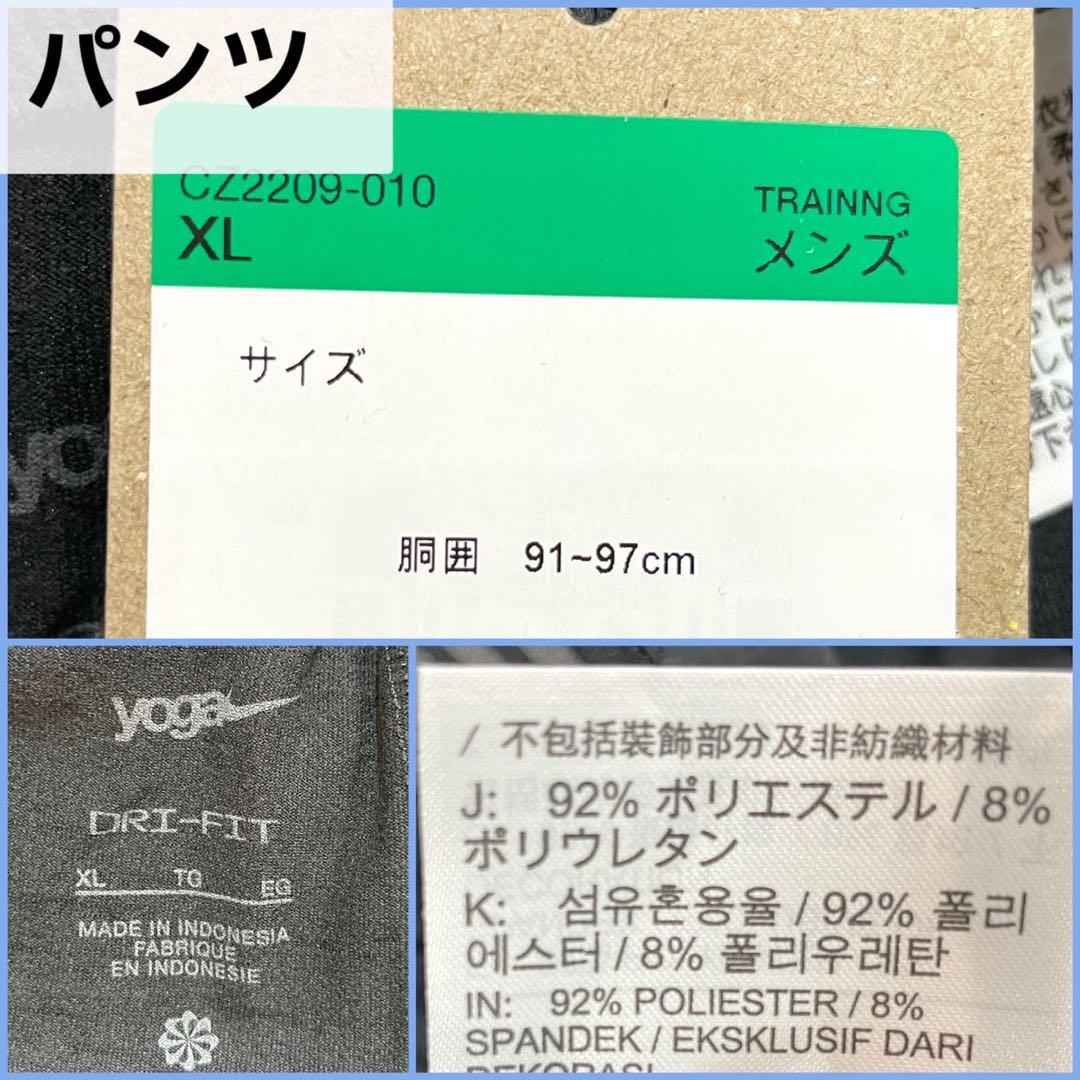 パンツ
CZ2209-010
XL
TRAINNG
メンズ
サイズ
胴囲 91~97cm
yoga
DRI-FIT
XL TG EG
MADE IN INDONESIA
FABRIQUE
EN INDONESIE
/ 不包括裝飾部分及非紡織材料
J: 92% ポリエステル / 8%
ポリウレタン
K: 섬유혼용율 / 92% 폴리
에스터 / 8% 폴리우레탄
IN: 92% POLIESTER / 8%
SPANDEK / EKSKLUSIF DARI
DEKORASI